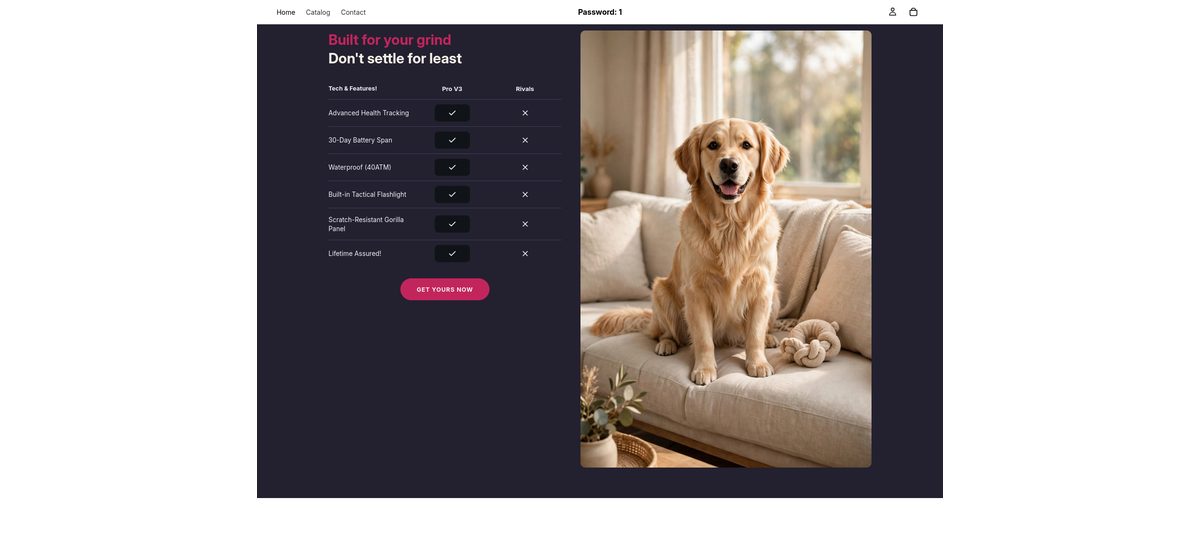 Home Catalog Contact
Password: 1
Built for your grind
Don't settle for least
Tech & Features! Pro V3 Rivals
Advanced Health Tracking
30-Day Battery Span
Waterproof (40ATM)
Built-in Tactical Flashlight
Scratch-Resistant Gorilla
Panel
Lifetime Assured!
GET YOURS NOW